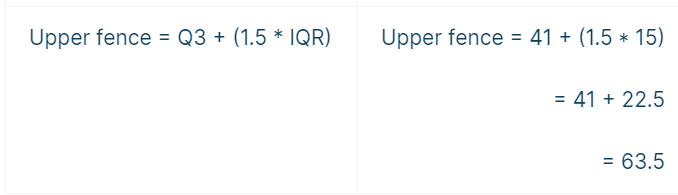 Upper fence = Q3 + (1.5 * IQR)
Upper fence = 41 + (1.5 * 15)
= 41 + 22.5
= 63.5